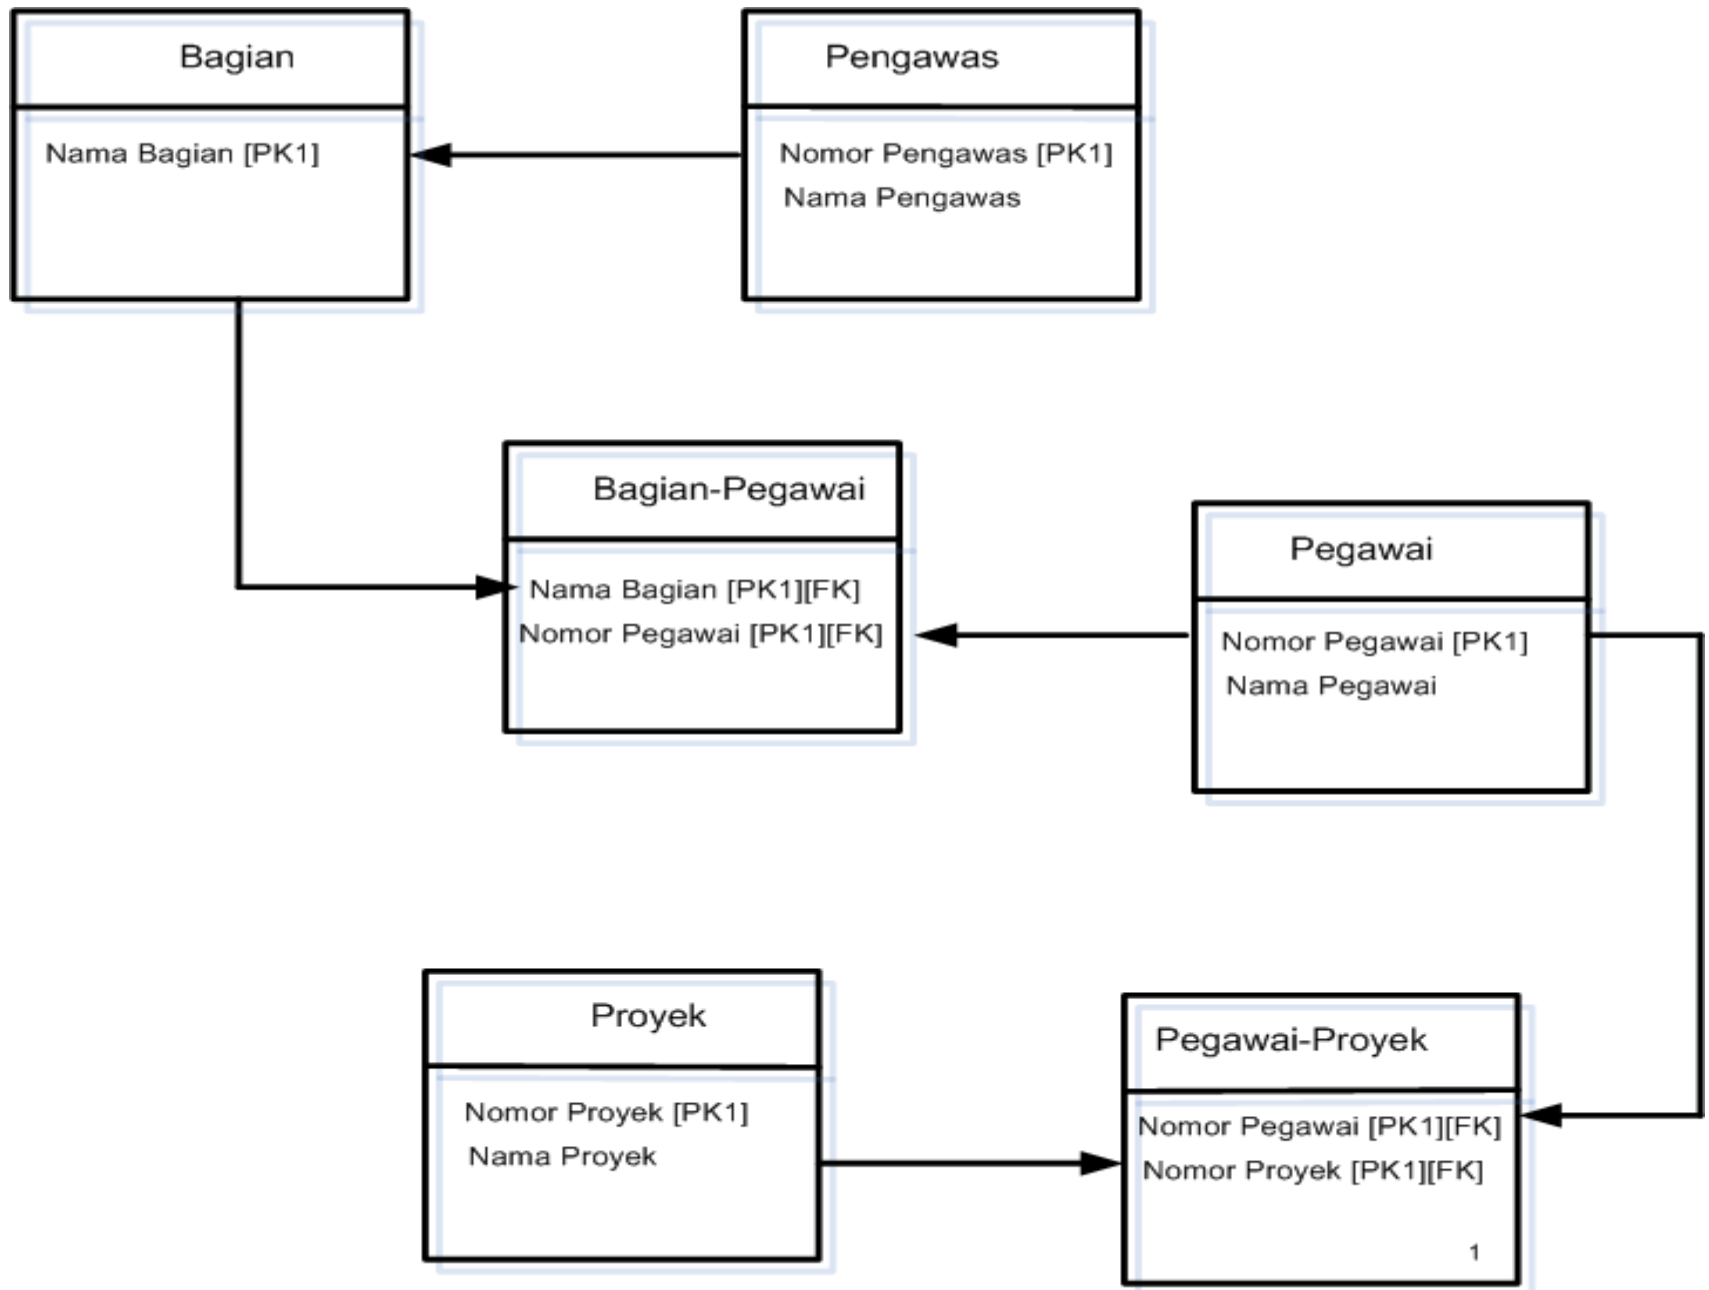 Bagian
Nama Bagian [PK1]
Pengawas
Nomor Pengawas [PK1]
Nama Pengawas
Bagian-Pegawai
Nama Bagian [PK1][FK]
Nomor Pegawai [PK1][FK]
Pegawai
Nomor Pegawai [PK1]
Nama Pegawai
Proyek
Nomor Proyek [PK1]
Nama Proyek
Pegawai-Proyek
Nomor Pegawai [PK1][FK]
Nomor Proyek [PK1][FK]
1